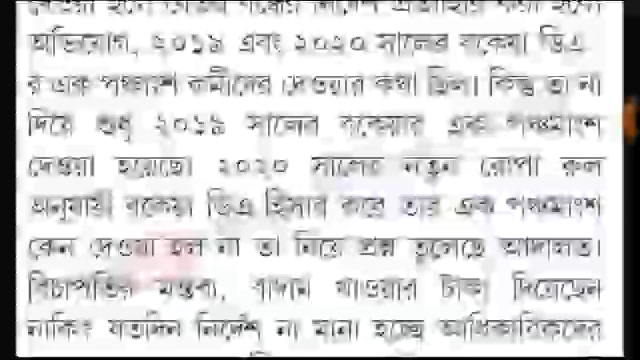 অভিযোগ, ২০১৯ এবং ২০২০ সালের বকেয়া ডিএ
র এক পঞ্চমাংশ কর্মীদের দেওয়ার কথা ছিল। কিন্তু তা না
দিয়ে শুধু ২০১৯ সালের বকেয়ার এক পঞ্চমাংশ
দেওয়া হয়েছে। ২০২০ সালের নতুন রোপা রুল
অনুযায়ী বকেয়া ডিএ হিসাব করে তার এক পঞ্চমাংশ
কেন দেওয়া হল না তা নিয়ে প্রশ্ন তুলেছে আদালত।
বিচারপতির মন্তব্য, বাদাম খাওয়ার টাকা দিয়েছেন
নাকি? যতদিন নির্দেশ না মানা হচ্ছে আধিকারিকদের